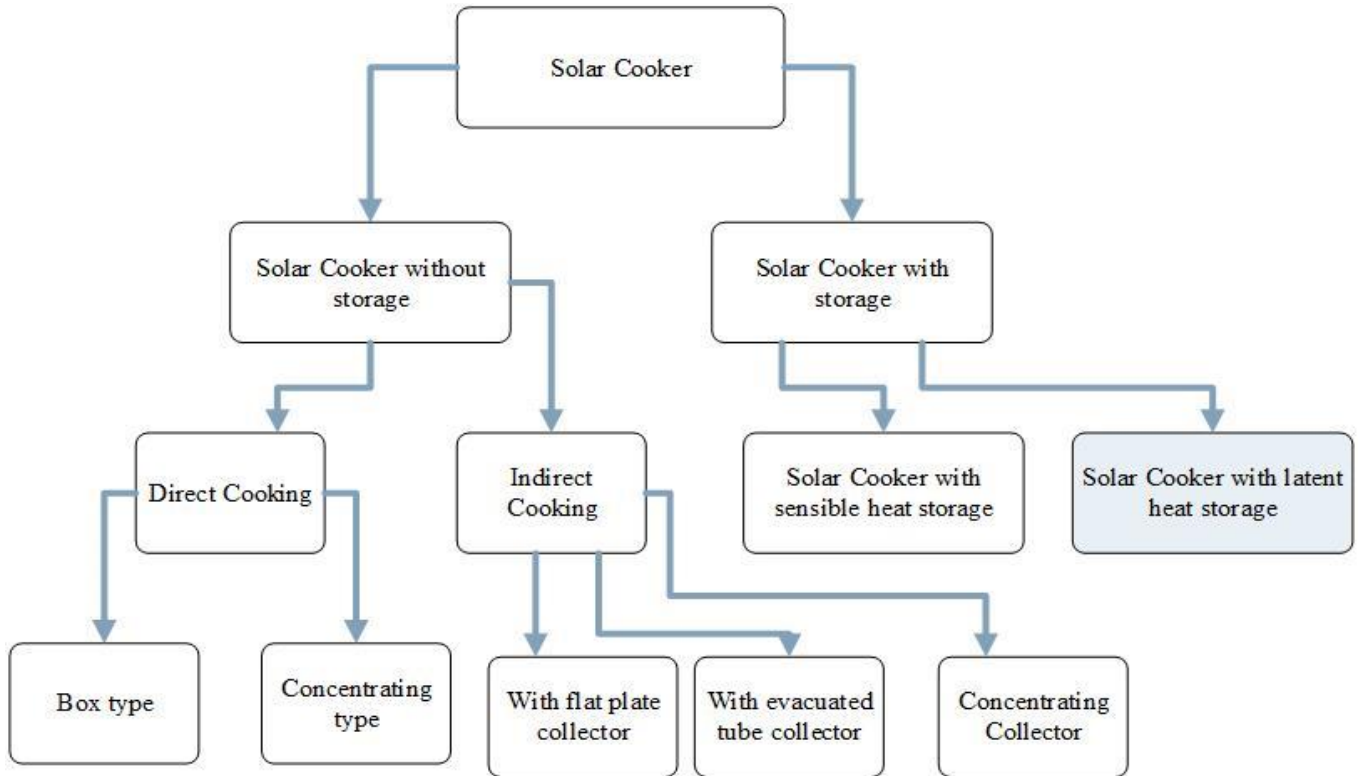 Solar Cooker
Solar Cooker without
storage
Solar Cooker with
storage
Direct Cooking
Indirect
Cooking
Solar Cooker with
sensible heat storage
Solar Cooker with latent
heat storage
Box type
Concentrating
type
With flat plate
collector
With evacuated
tube collector
Concentrating
Collector